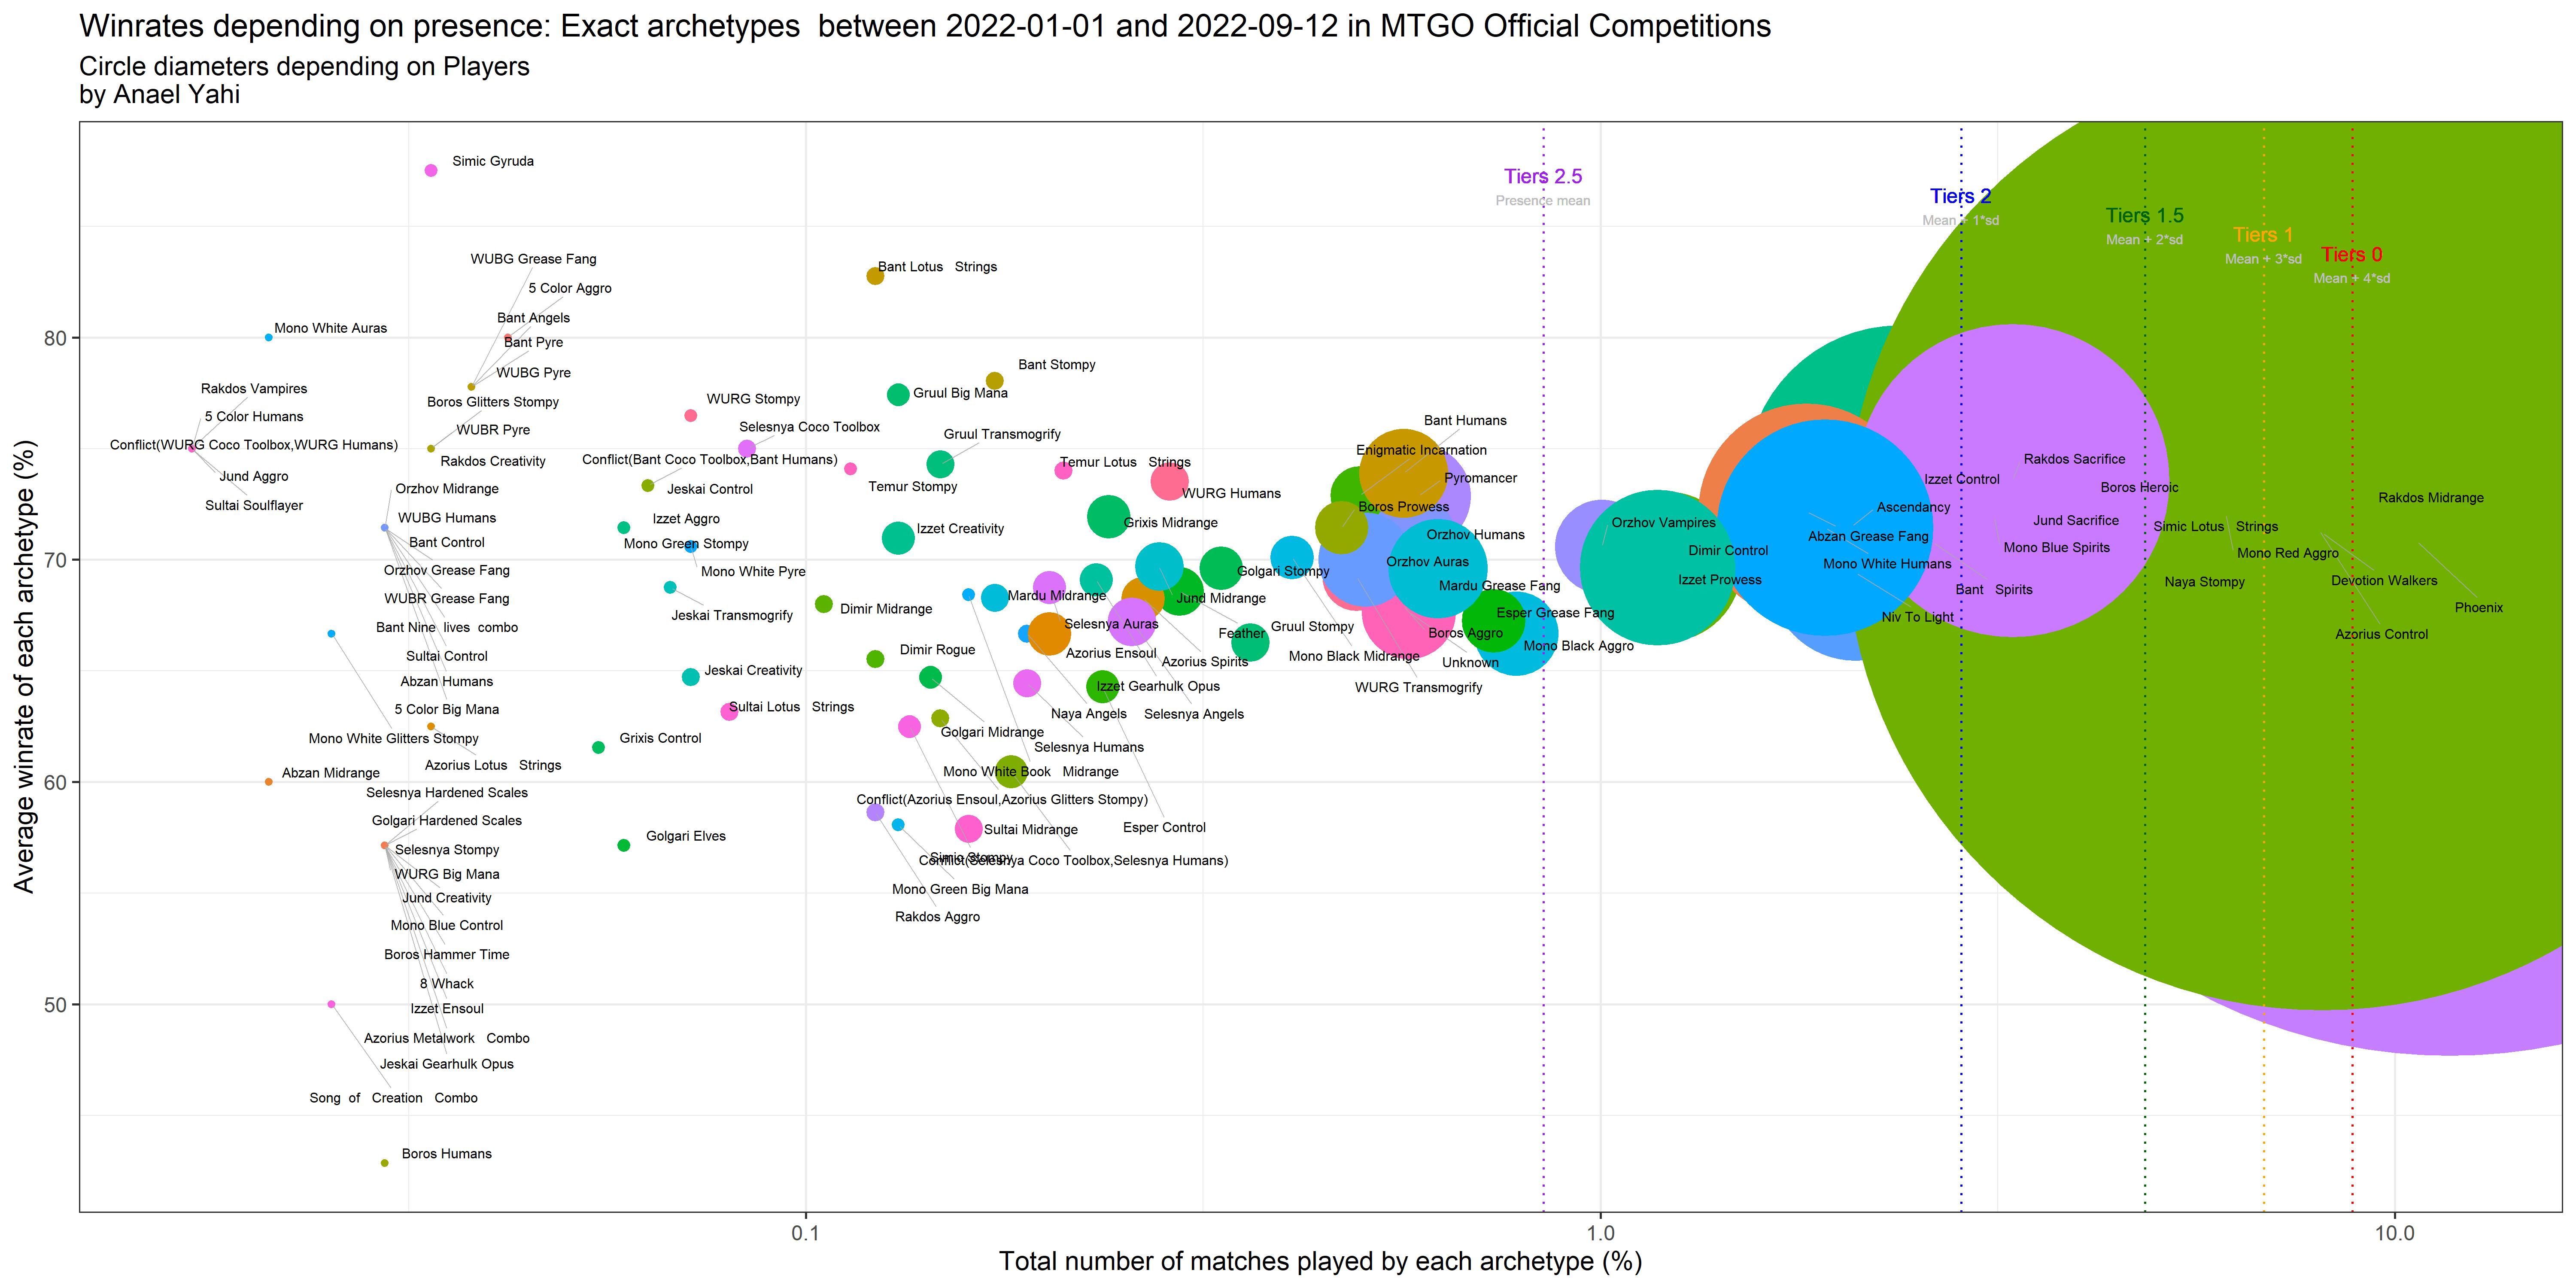 Winrates depending on presence: Exact archetypes  between 2022-01-01 and 2022-09-12 in MTGO Official Competitions
Circle diameters depending on Players
by Anael Yahi
Average winrate of each archetype (%)
80
70
60
50
Simic Gyruda
Tiers 2.5
Presence mean
Tiers 2
Mean + 1*sd
Tiers 1.5
Mean + 2*sd
Tiers 1
Mean + 3*sd
Tiers 0
Mean + 4*sd
WUBG Grease Fang
Bant Lotus   Strings
5 Color Aggro
Bant Angels
Mono White Auras
Bant Pyre
WUBG Pyre
Bant Stompy
Rakdos Vampires
Gruul Big Mana
Boros Glitters Stompy
WURG Stompy
5 Color Humans
Bant Humans
WUBR Pyre
Selesnya Coco Toolbox
Gruul Transmogrify
Conflict(WURG Coco Toolbox,WURG Humans)
Enigmatic Incarnation
Rakdos Creativity
Conflict(Bant Coco Toolbox,Bant Humans)
Temur Lotus   Strings
Rakdos Sacrifice
Jund Aggro
Pyromancer
Izzet Control
Orzhov Midrange
Jeskai Control
Temur Stompy
WURG Humans
Boros Heroic
Rakdos Midrange
Sultai Soulflayer
Boros Prowess
Ascendancy
WUBG Humans
Izzet Aggro
Grixis Midrange
Orzhov Vampires
Jund Sacrifice
Izzet Creativity
Simic Lotus   Strings
Bant Control
Mono Green Stompy
Orzhov Humans
Abzan Grease Fang
Dimir Control
Mono Blue Spirits
Mono Red Aggro
Orzhov Grease Fang
Mono White Pyre
Golgari Stompy
Orzhov Auras
Mono White Humans
Izzet Prowess
Naya Stompy
Devotion Walkers
Mardu Grease Fang
Bant   Spirits
WUBR Grease Fang
Mardu Midrange
Jund Midrange
Dimir Midrange
Phoenix
Jeskai Transmogrify
Esper Grease Fang
Niv To Light
Bant Nine  lives  combo
Selesnya Auras
Feather
Gruul Stompy
Boros Aggro
Azorius Control
Sultai Control
Dimir Rogue
Azorius Ensoul
Azorius Spirits
Mono Black Midrange
Unknown
Mono Black Aggro
Jeskai Creativity
Abzan Humans
Izzet Gearhulk Opus
WURG Transmogrify
5 Color Big Mana
Sultai Lotus   Strings
Naya Angels
Selesnya Angels
Mono White Glitters Stompy
Grixis Control
Golgari Midrange
Selesnya Humans
Azorius Lotus   Strings
Abzan Midrange
Mono White Book   Midrange
Selesnya Hardened Scales
Conflict(Azorius Ensoul,Azorius Glitters Stompy)
Golgari Hardened Scales
Golgari Elves
Sultai Midrange
Esper Control
Selesnya Stompy
Simic Stompy
Conflict(Selesnya Coco Toolbox,Selesnya Humans)
WURG Big Mana
Mono Green Big Mana
Jund Creativity
Rakdos Aggro
Mono Blue Control
Boros Hammer Time
8 Whack
Izzet Ensoul
Azorius Metalwork   Combo
Jeskai Gearhulk Opus
Song  of   Creation   Combo
Boros Humans
0.1
1.0
10.0
Total number of matches played by each archetype (%)